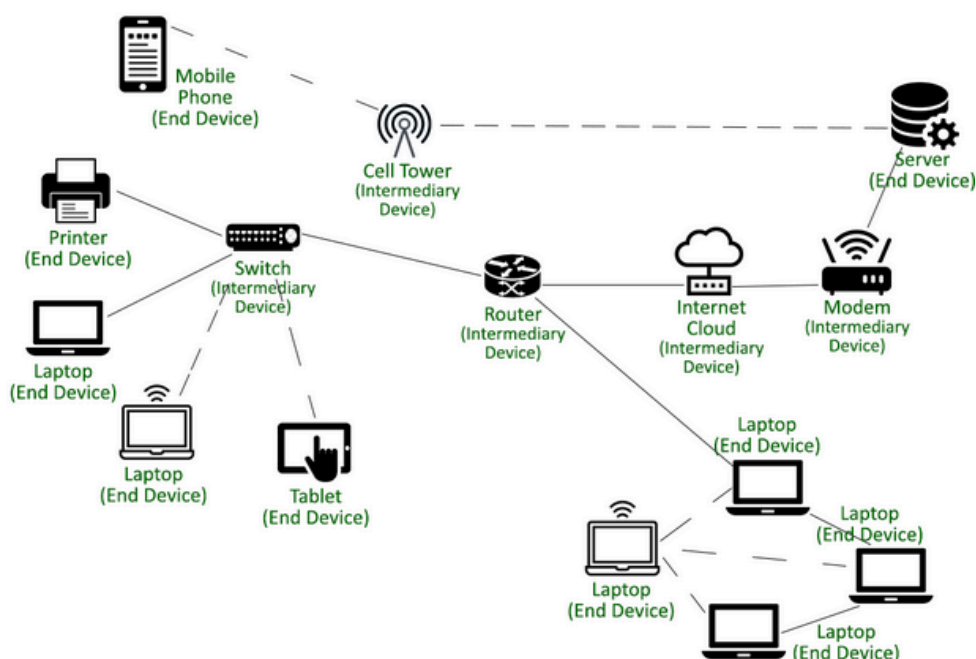 Mobile
Phone
(End Device)
Cell Tower
(Intermediary
Device)
Server
(End Device)
Printer
(End Device)
Switch
(Intermediary
Device)
Router
(Intermediary
Device)
Internet
Cloud
(Intermediary
Device)
Modem
(Intermediary
Device)
Laptop
(End Device)
Laptop
(End Device)
Tablet
(End Device)
Laptop
(End Device)
Laptop
(End Device)
Laptop
(End Device)
Laptop
(End Device)